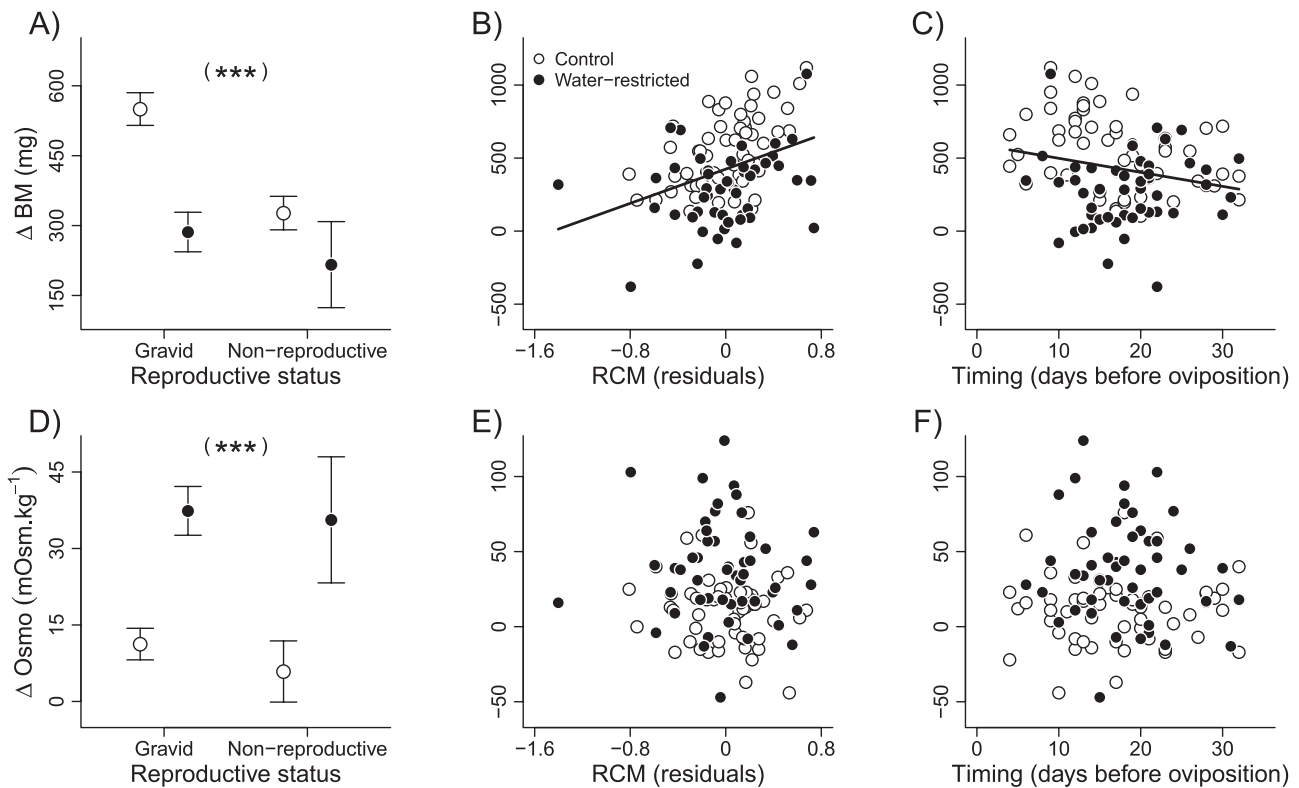 A)
(***)
Δ BM (mg)
600
450
300
150
Gravid
Non−reproductive
Reproductive status
B)
Control
Water−restricted
1000
500
0
−500
−1.6
−0.8
0
0.8
RCM (residuals)
C)
1000
500
0
−500
0
10
20
30
Timing (days before oviposition)
D)
(***)
Δ Osmo (mOsm.kg⁻¹)
45
30
15
0
Gravid
Non−reproductive
Reproductive status
E)
100
50
0
−50
−1.6
−0.8
0
0.8
RCM (residuals)
F)
100
50
0
−50
0
10
20
30
Timing (days before oviposition)